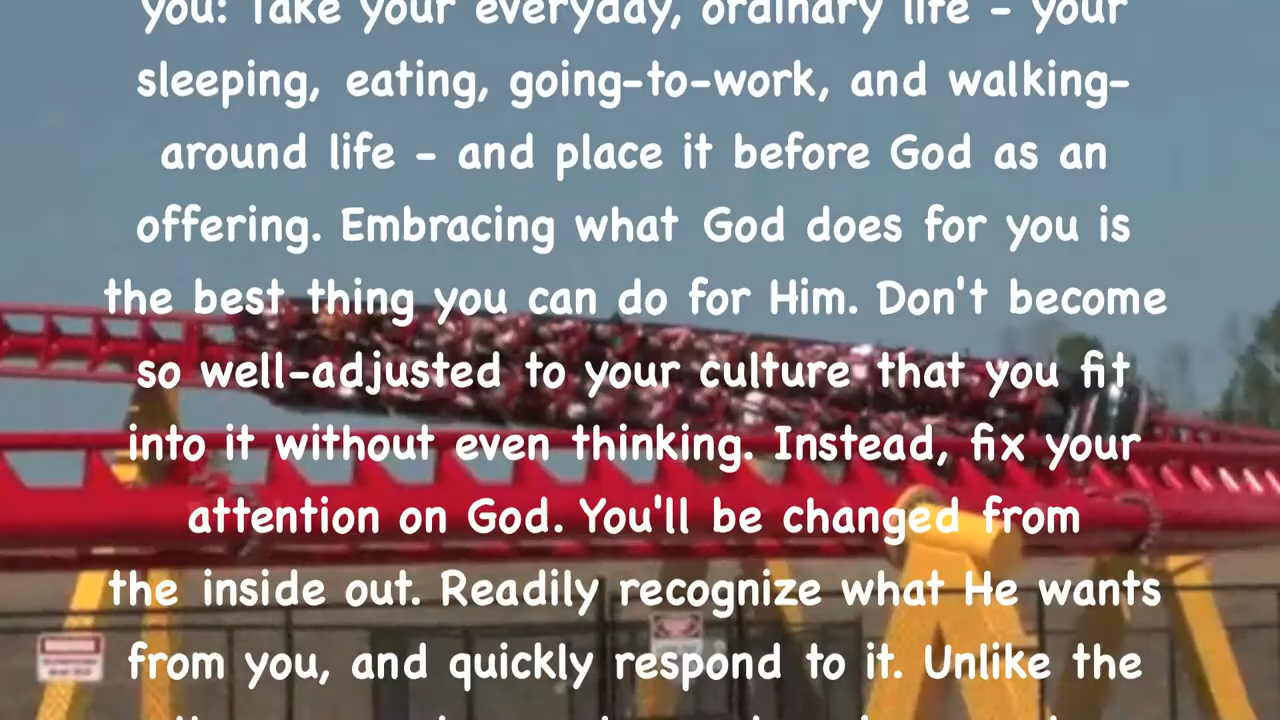 you: Take your everyday, ordinary life - your
sleeping, eating, going-to-work, and walking-
around life - and place it before God as an
offering. Embracing what God does for you is
the best thing you can do for Him. Don't become
so well-adjusted to your culture that you fit
into it without even thinking. Instead, fix your
attention on God. You'll be changed from
the inside out. Readily recognize what He wants
from you, and quickly respond to it. Unlike the